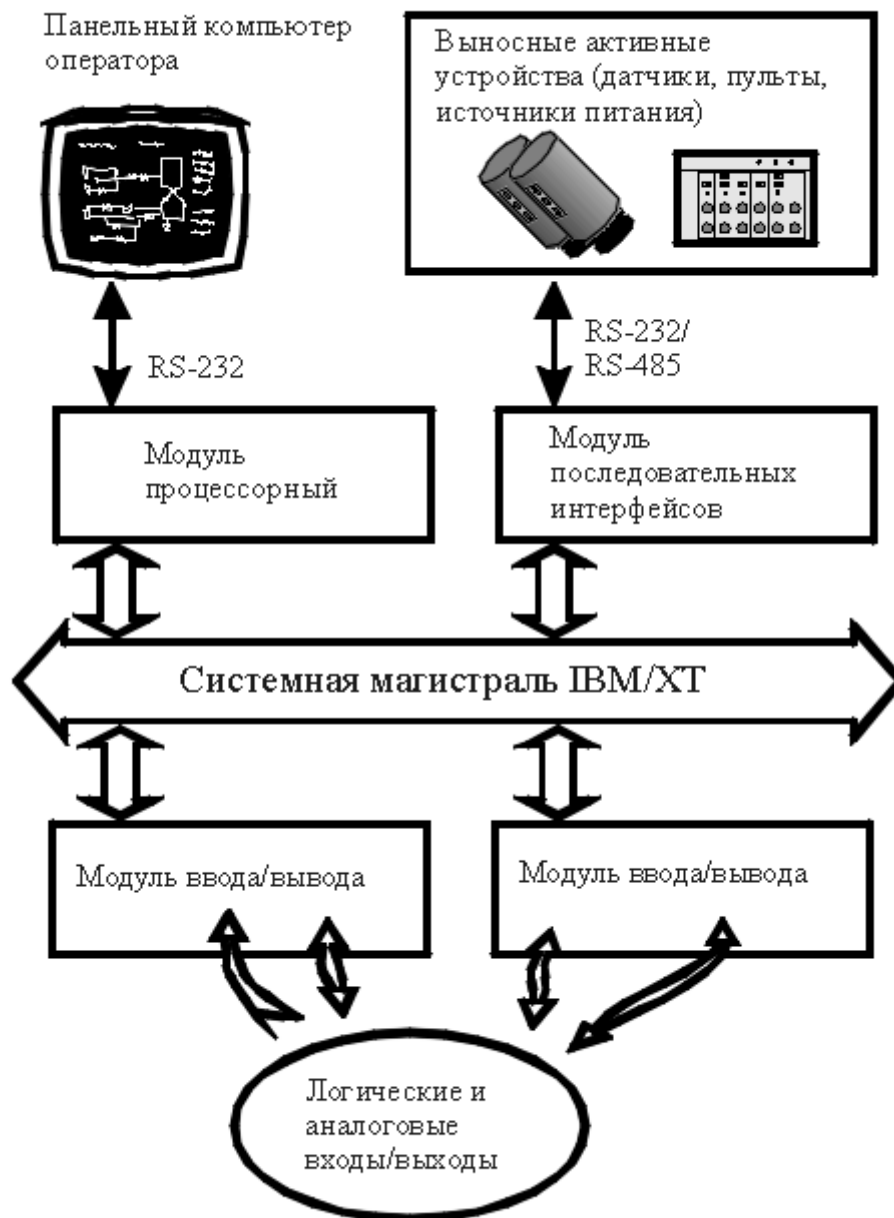 Панельный компьютер
оператора
Выносные активные
устройства (датчики, пульты,
источники питания)
RS-232
RS-232/
RS-485
Модуль
процессорный
Модуль
последовательных
интерфейсов
Системная магистраль IBM/XT
Модуль ввода/вывода
Модуль ввода/вывода
Логические и
аналоговые
входы/выходы